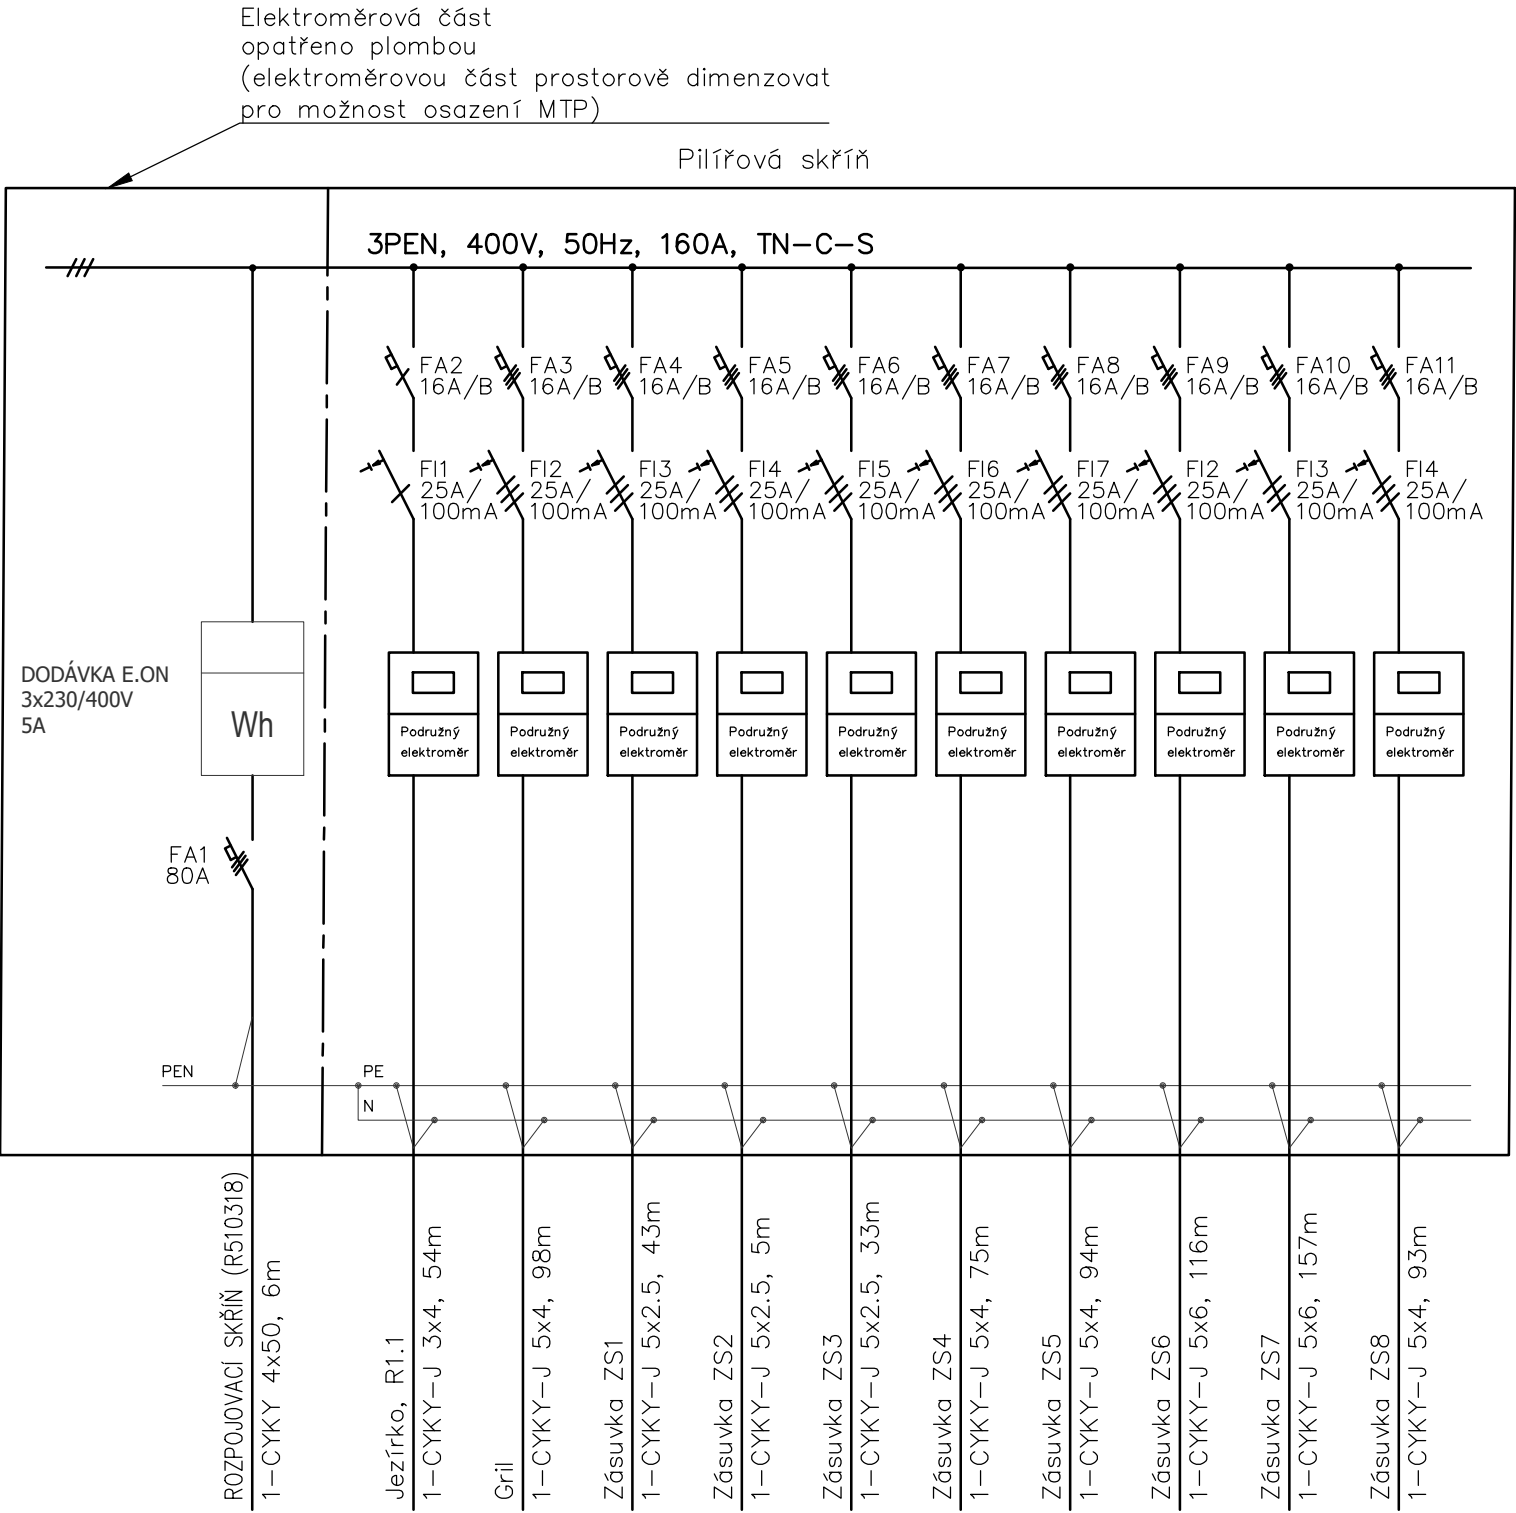 Elektroměrová část
opatřeno plombou
(elektroměrovou část prostorově dimenzovat
pro možnost osazení MTP)
Pilířová skříň
3PEN, 400V, 50Hz, 160A, TN-C-S
FA2
16A/B
FA3
16A/B
FA4
16A/B
FA5
16A/B
FA6
16A/B
FA7
16A/B
FA8
16A/B
FA9
16A/B
FA10
16A/B
FA11
16A/B
FI1
25A/
100mA
FI2
25A/
100mA
FI3
25A/
100mA
FI4
25A/
100mA
FI5
25A/
100mA
FI6
25A/
100mA
FI7
25A/
100mA
FI2
25A/
100mA
FI3
25A/
100mA
FI4
25A/
100mA
DODÁVKA E.ON
3x230/400V
5A
Wh
Podružný
elektroměr
Podružný
elektroměr
Podružný
elektroměr
Podružný
elektroměr
Podružný
elektroměr
Podružný
elektroměr
Podružný
elektroměr
Podružný
elektroměr
Podružný
elektroměr
Podružný
elektroměr
FA1
80A
PEN
PE
N
ROZPOJOVACÍ SKŘÍŇ (R510318)
1-CYKY 4x50, 6m
Jezírko, R1.1
1-CYKY-J 3x4, 54m
Gril
1-CYKY-J 5x4, 98m
Zásuvka ZS1
1-CYKY-J 5x2.5, 43m
Zásuvka ZS2
1-CYKY-J 5x2.5, 5m
Zásuvka ZS3
1-CYKY-J 5x2.5, 33m
Zásuvka ZS4
1-CYKY-J 5x4, 75m
Zásuvka ZS5
1-CYKY-J 5x4, 94m
Zásuvka ZS6
1-CYKY-J 5x6, 116m
Zásuvka ZS7
1-CYKY-J 5x6, 157m
Zásuvka ZS8
1-CYKY-J 5x4, 93m